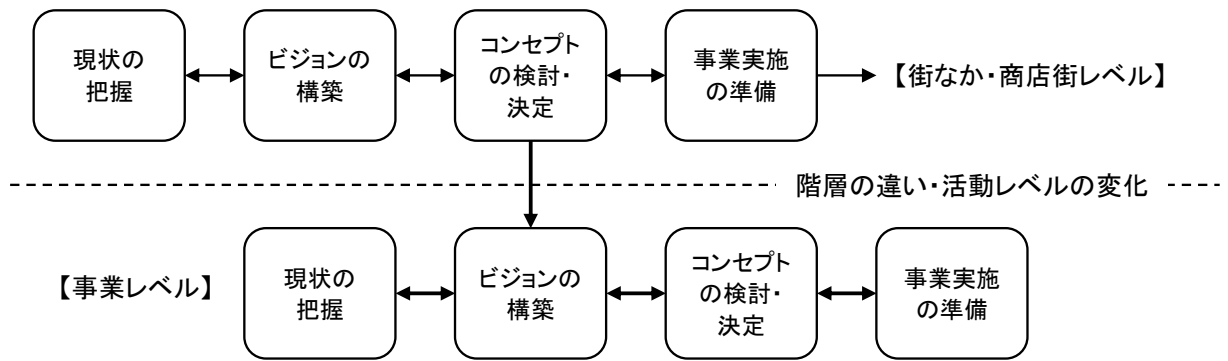 現状の
把握
ビジョンの
構築
コンセプト
の検討・
決定
事業実施
の準備
【街なか・商店街レベル】
階層の違い・活動レベルの変化
【事業レベル】
現状の
把握
ビジョンの
構築
コンセプト
の検討・
決定
事業実施
の準備